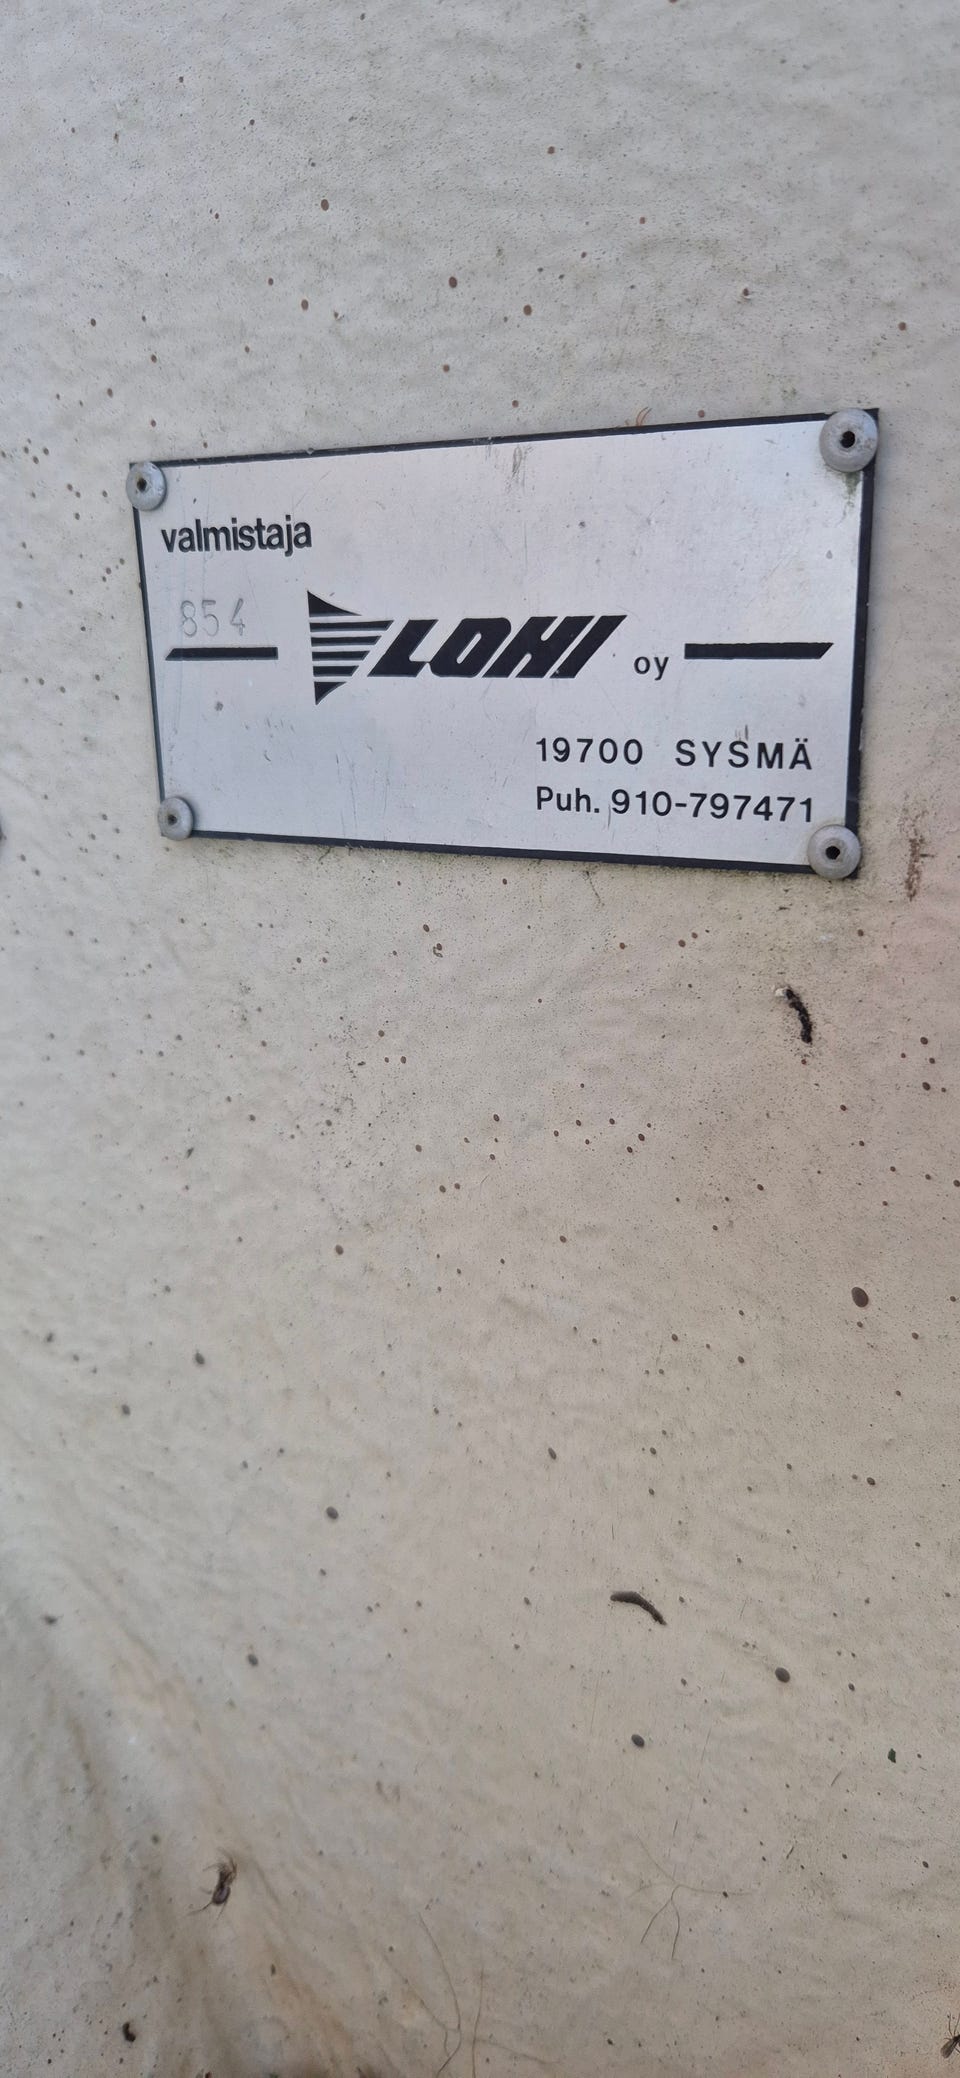 valmistaja
854
LOHI oy
19700 SYSMÄ
Puh. 910-797471